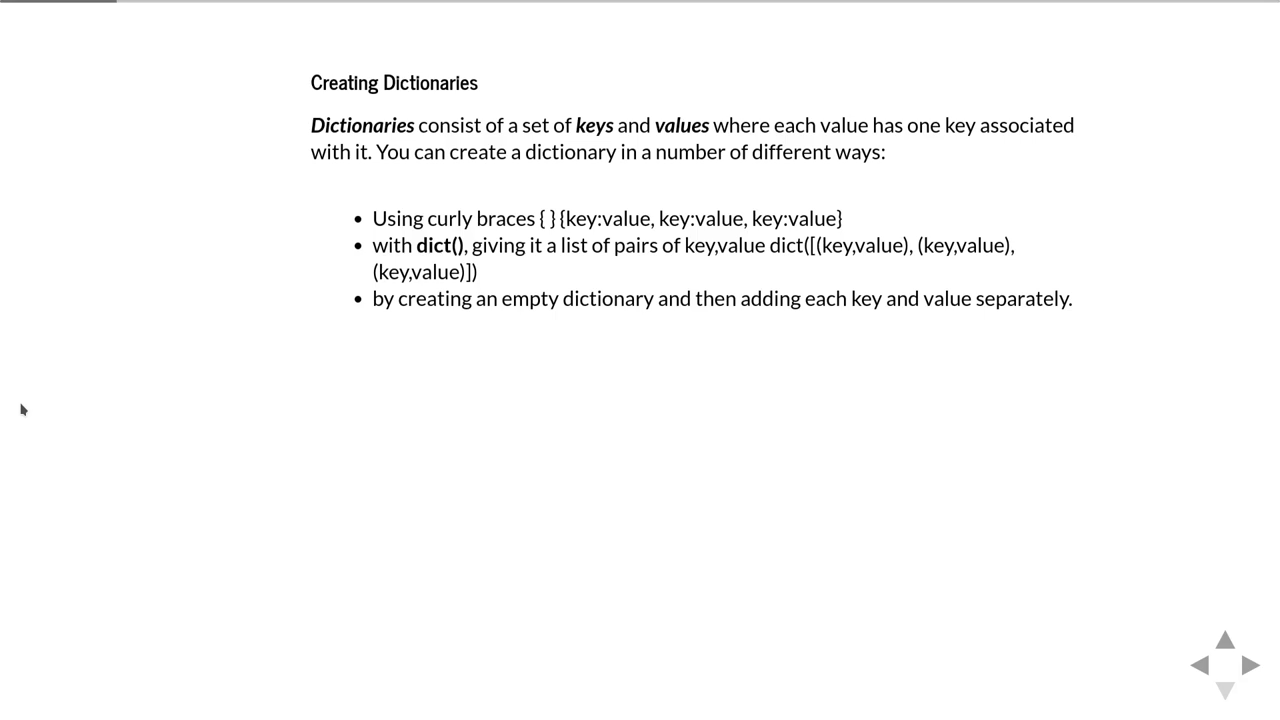 Creating Dictionaries
Dictionaries consist of a set of keys and values where each value has one key associated
with it. You can create a dictionary in a number of different ways:
• Using curly braces { } {key:value, key:value, key:value}
• with dict(), giving it a list of pairs of key,value dict([(key,value), (key,value),
(key,value)])
• by creating an empty dictionary and then adding each key and value separately.